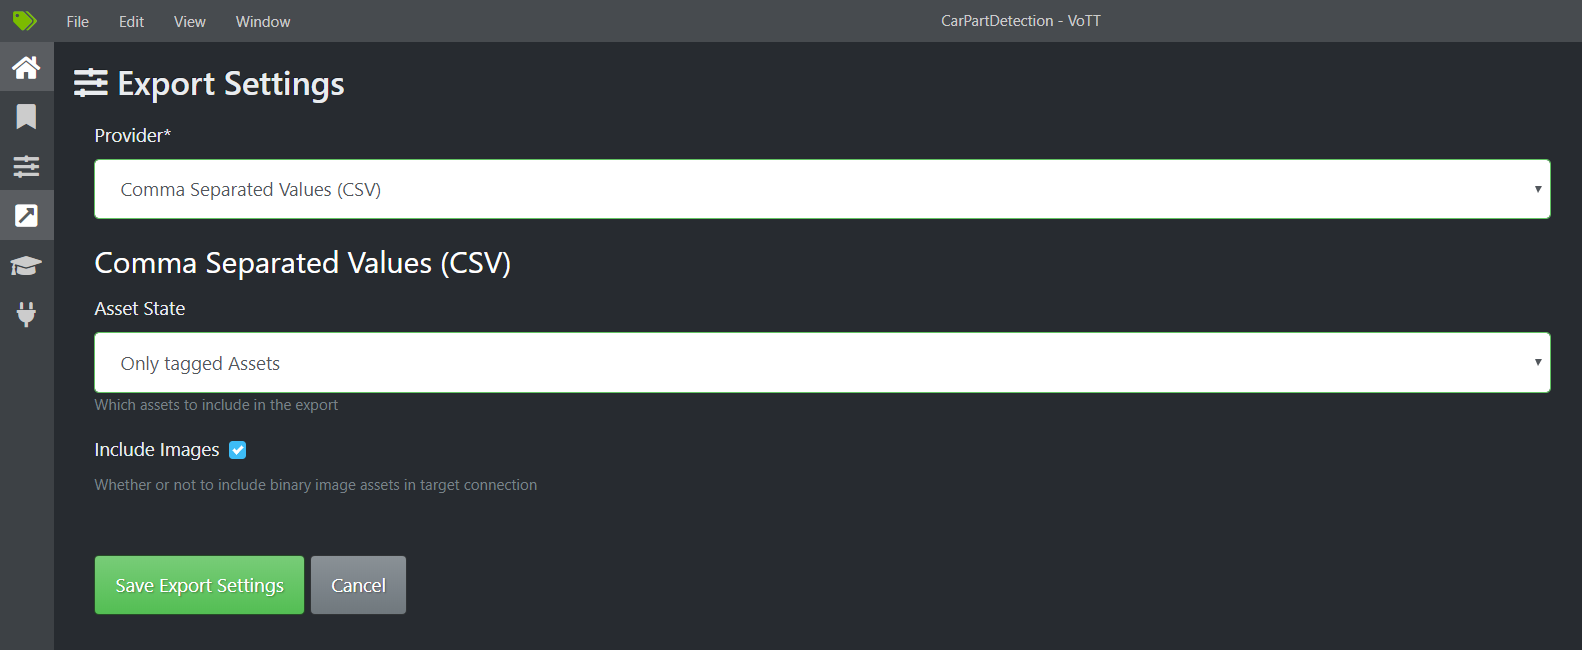 File Edit View Window CarPartDetection - VoTT
Export Settings
Provider*
Comma Separated Values (CSV)
Comma Separated Values (CSV)
Asset State
Only tagged Assets
Which assets to include in the export
Include Images
Whether or not to include binary image assets in target connection
Save Export Settings Cancel